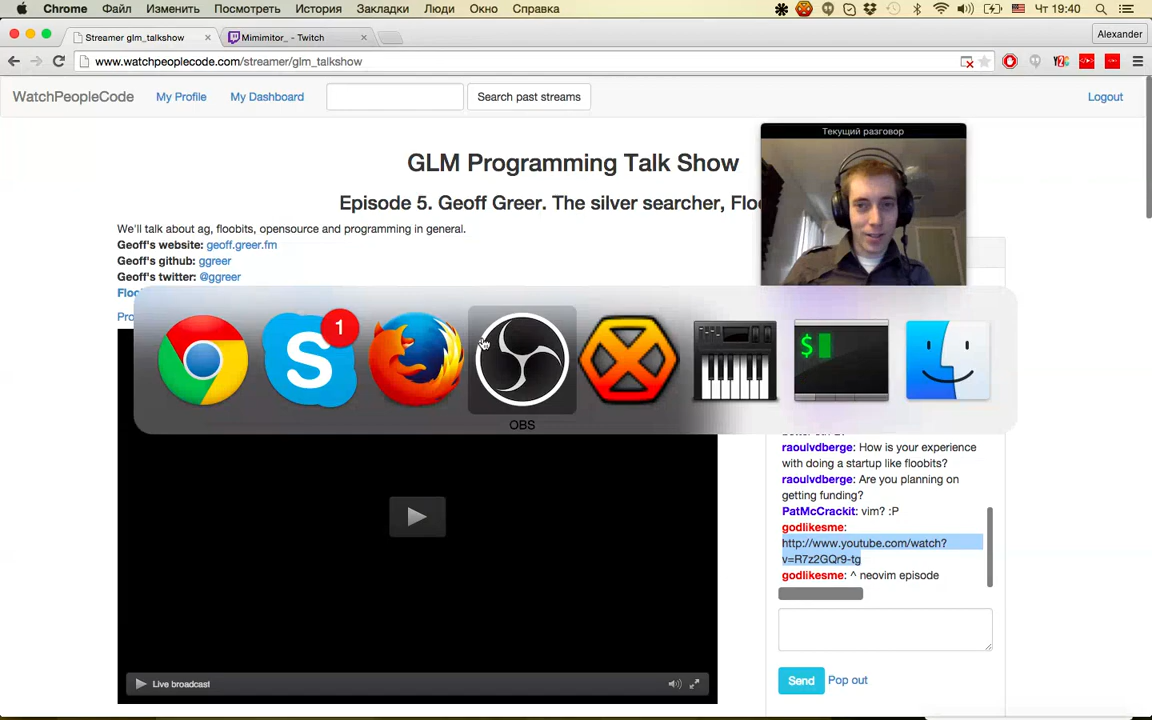 Chrome Файл Изменить Посмотреть История Закладки Люди Окно Справка Чт 19:40
Streamer glm_talkshow
Mimimitor_ - Twitch
Alexander
www.watchpeoplecode.com/streamer/glm_talkshow
WatchPeopleCode My Profile My Dashboard Search past streams Logout
Текущий разговор
GLM Programming Talk Show
Episode 5. Geoff Greer. The silver searcher, Floo
We'll talk about ag, floobits, opensource and programming in general.
Geoff's website: geoff.greer.fm
Geoff's github: ggreer
Geoff's twitter: @ggreer
Floo
Pro
1
$
OBS
raoulvdberge: How is your experience
with doing a startup like floobits?
raoulvdberge: Are you planning on
getting funding?
PatMcCrackit: vim? :P
godlikesme:
http://www.youtube.com/watch?
v=R7z2GQr9-tg
godlikesme: ^ neovim episode
Send Pop out
Live broadcast